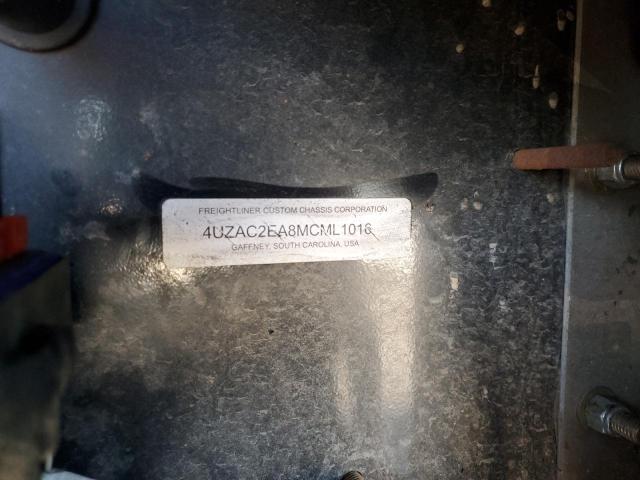 FREIGHTLINER CUSTOM CHASSIS CORPORATION
4UZAC2EA8MCML1016
GAFFNEY, SOUTH CAROLINA, USA